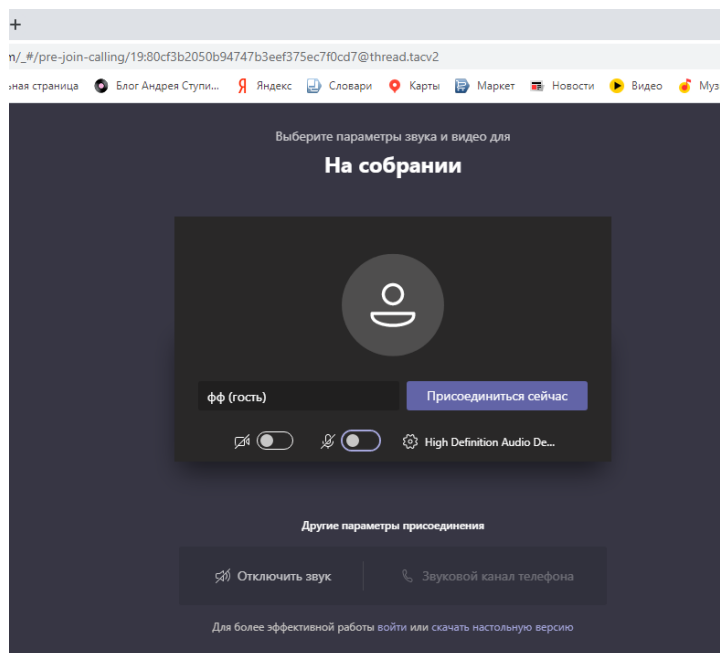 +
n/_#/pre-join-calling/19:80cf3b2050b94747b3eef375ec7f0cd7@thread.tacv2
ьная страница Блог Андрея Ступи... Яндекс Словари Карты Маркет Новости Видео Муз
Выберите параметры звука и видео для
На собрании
фф (гость) Присоединиться сейчас
High Definition Audio De...
Другие параметры присоединения
Отключить звук Звуковой канал телефона
Для более эффективной работы войти или скачать настольную версию